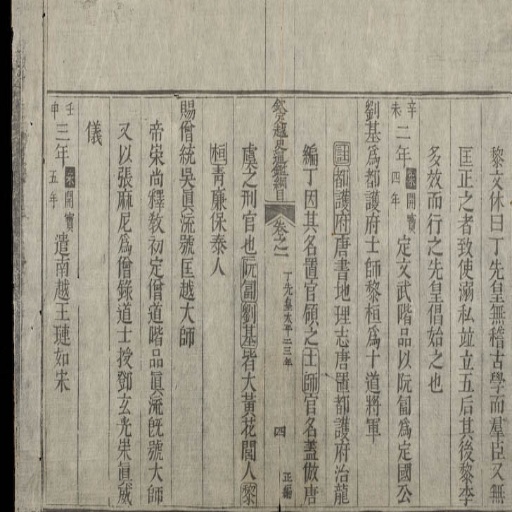 黎文休曰丁先皇無稽古學而羣臣又無
匡正之者致使溺私竝立五后其後黎李
多效而行之先皇倡始之也
辛未二年宋開寶四年定文武階品以阮匐爲定國公
劉基爲都護府士師黎桓爲十道將軍
註都護府唐書地理志唐置都護府治龍
編丁因其名置官領之士師官名蓋倣唐
欽定越史通鑑綱目卷之一 丁先皇太平二三年 四 正編
虞之刑官也阮匐劉基皆大黃花閭人黎
桓青廉保泰人
賜僧統吳眞流號匡越大師
帝崇尚釋教初定僧道階品眞流旣號大師
又以張麻尼爲僧錄道士授鄧玄光崇眞威
儀
壬申三年宋開寶五年遣南越王璉如宋